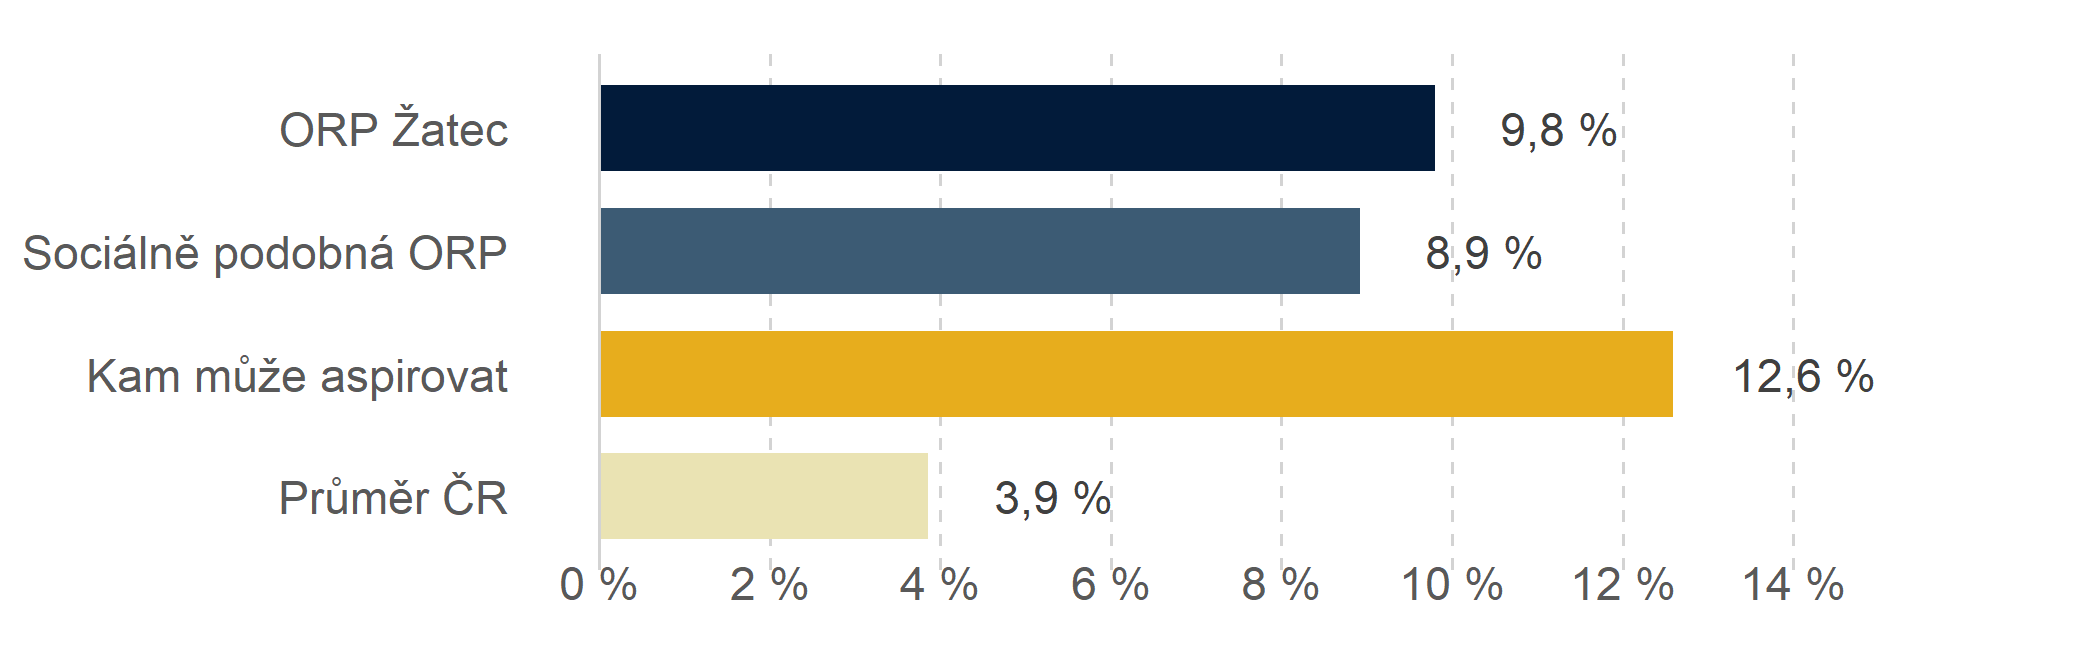 ORP Žatec
9,8 %
Sociálně podobná ORP
8,9 %
Kam může aspirovat
12,6 %
Průměr ČR
3,9 %
0 % 2 % 4 % 6 % 8 % 10 % 12 % 14 %